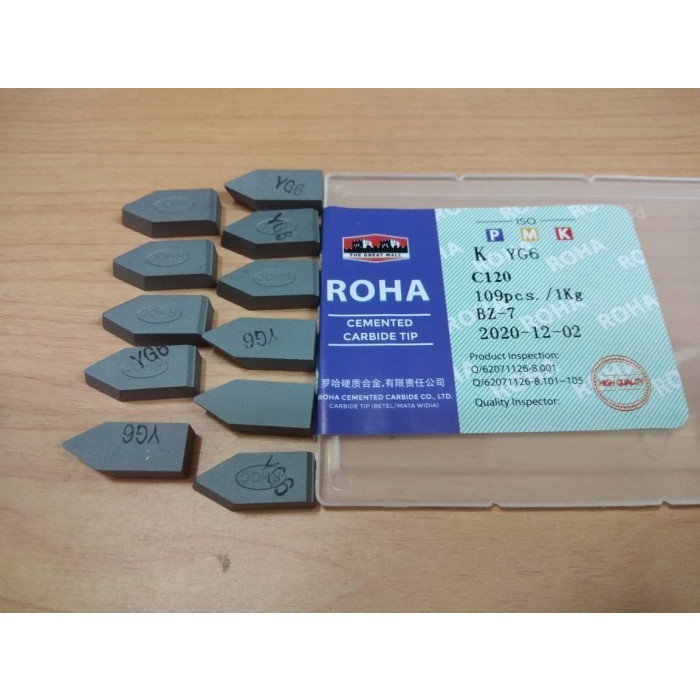 YG6
YG6
YG6
YG6
YG6
RHCC
THE GREAT WALL
ROHA
CEMENTED
CARBIDE TIP
罗哈硬质合金.有限责任公司
ROHA CEMENTED CARBIDE CO., LTD.
CARBIDE TIP (BETEL/MATA WIDIA)
ISO
P M K
K YG6
C120
109pcs./1Kg
BZ-7
2020-12-02
Product Inspection:
Q/62071126-8.001
Q/62071126-8.101--105
Quality Inspector:
HIGH QUALITY
ROHA
ROHA
ROHA
ROHA